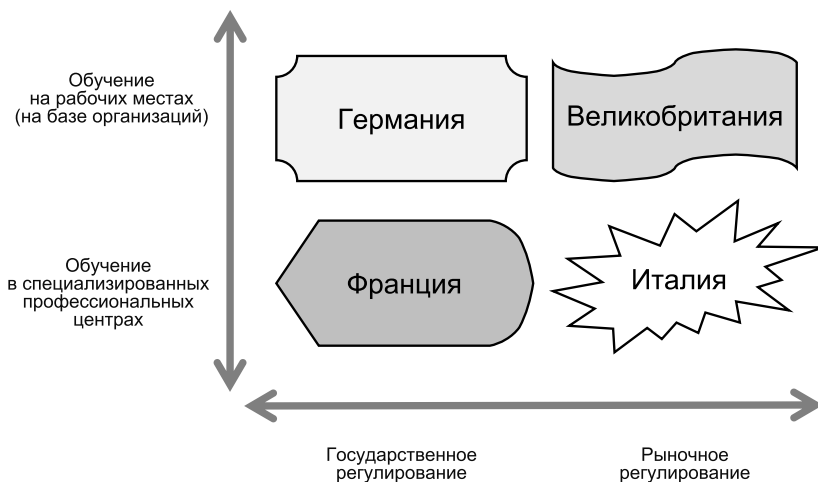 Обучение
на рабочих местах
(на базе организаций)
Германия
Великобритания
Обучение
в специализированных
профессиональных
центрах
Франция
Италия
Государственное
регулирование
Рыночное
регулирование